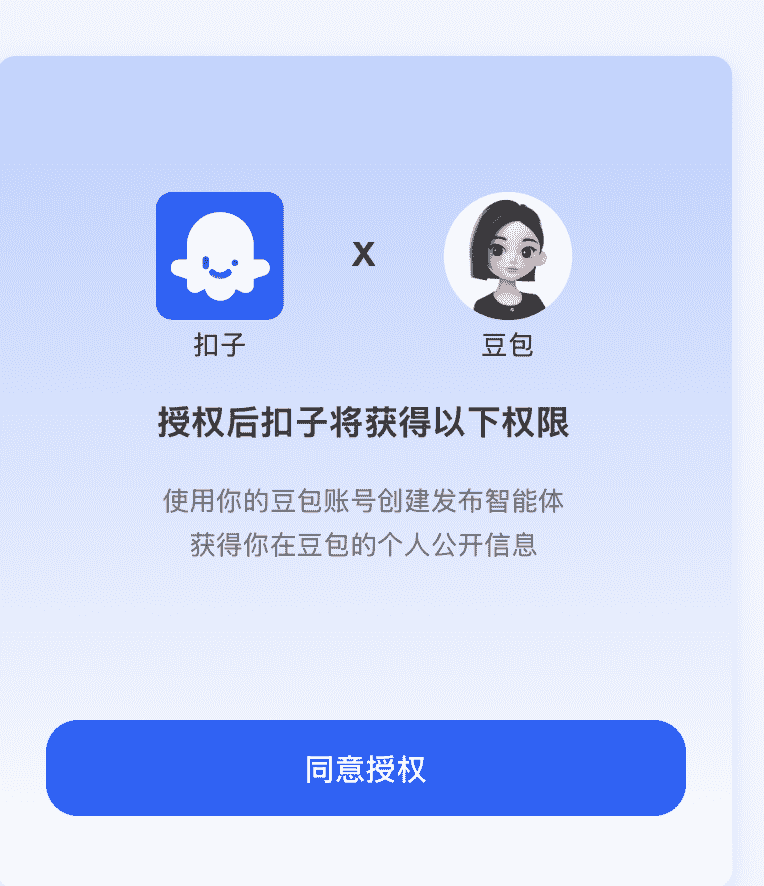 扣子
X
豆包
授权后扣子将获得以下权限
使用你的豆包账号创建发布智能体
获得你在豆包的个人公开信息
同意授权